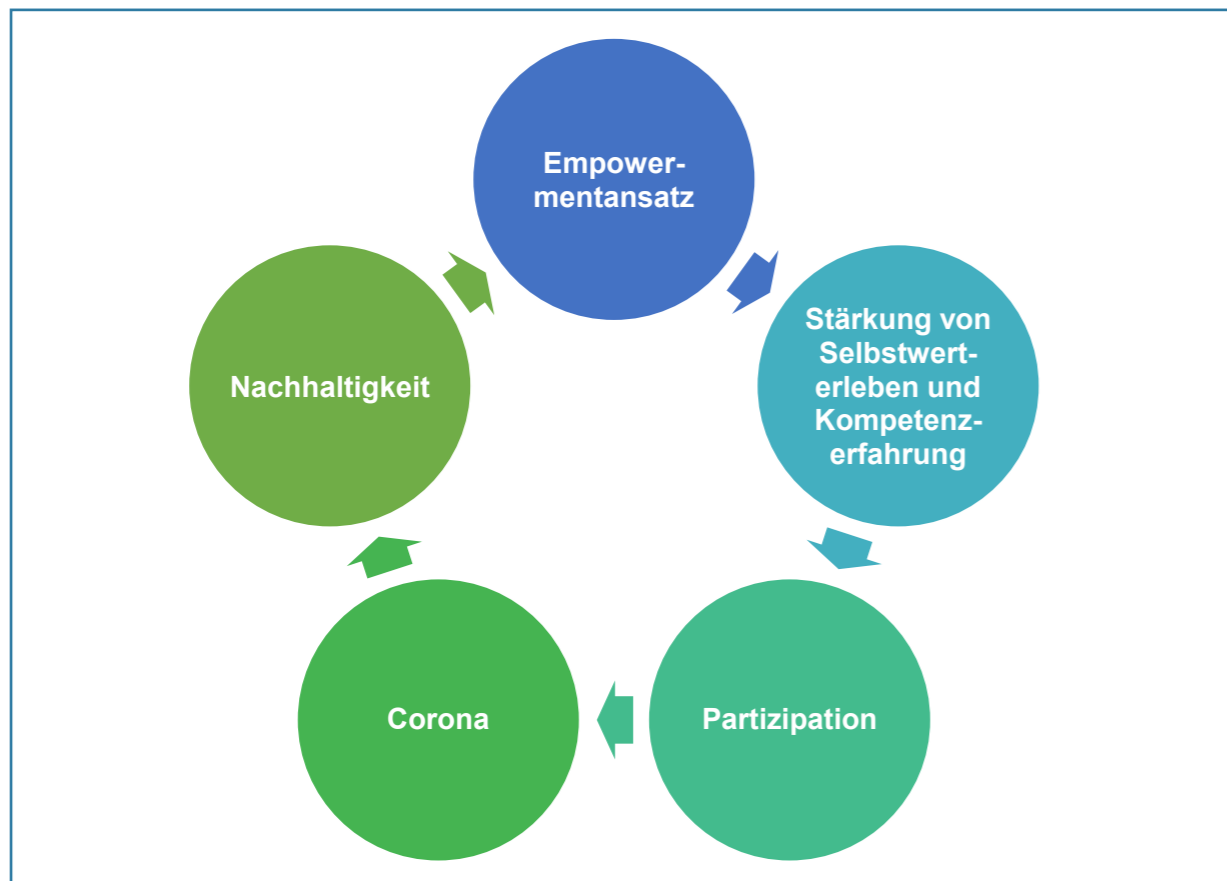 Empower-
mentansatz
Stärkung von
Selbstwert-
erleben und
Kompetenz-
erfahrung
Partizipation
Corona
Nachhaltigkeit